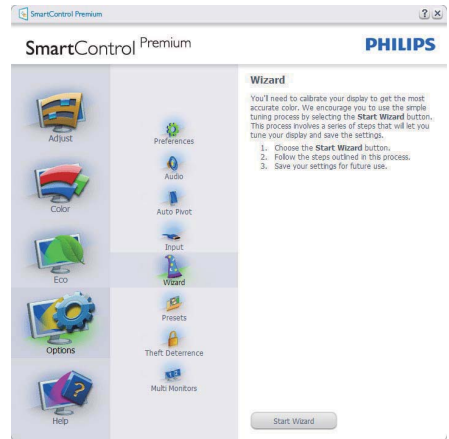 SmartControl Premium
SmartControl Premium
PHILIPS
Adjust
Color
Eco
Options
Help
Preferences
Audio
Auto Pivot
Input
Wizard
Presets
Theft Deterrence
Multi Monitors
Wizard
You'll need to calibrate your display to get the most
accurate color. We encourage you to use the simple
tuning process by selecting the Start Wizard button.
This process involves a series of steps that will let you
tune your display and save the settings.
1. Choose the Start Wizard button.
2. Follow the steps outlined in this process.
3. Save your settings for future use.
Start Wizard